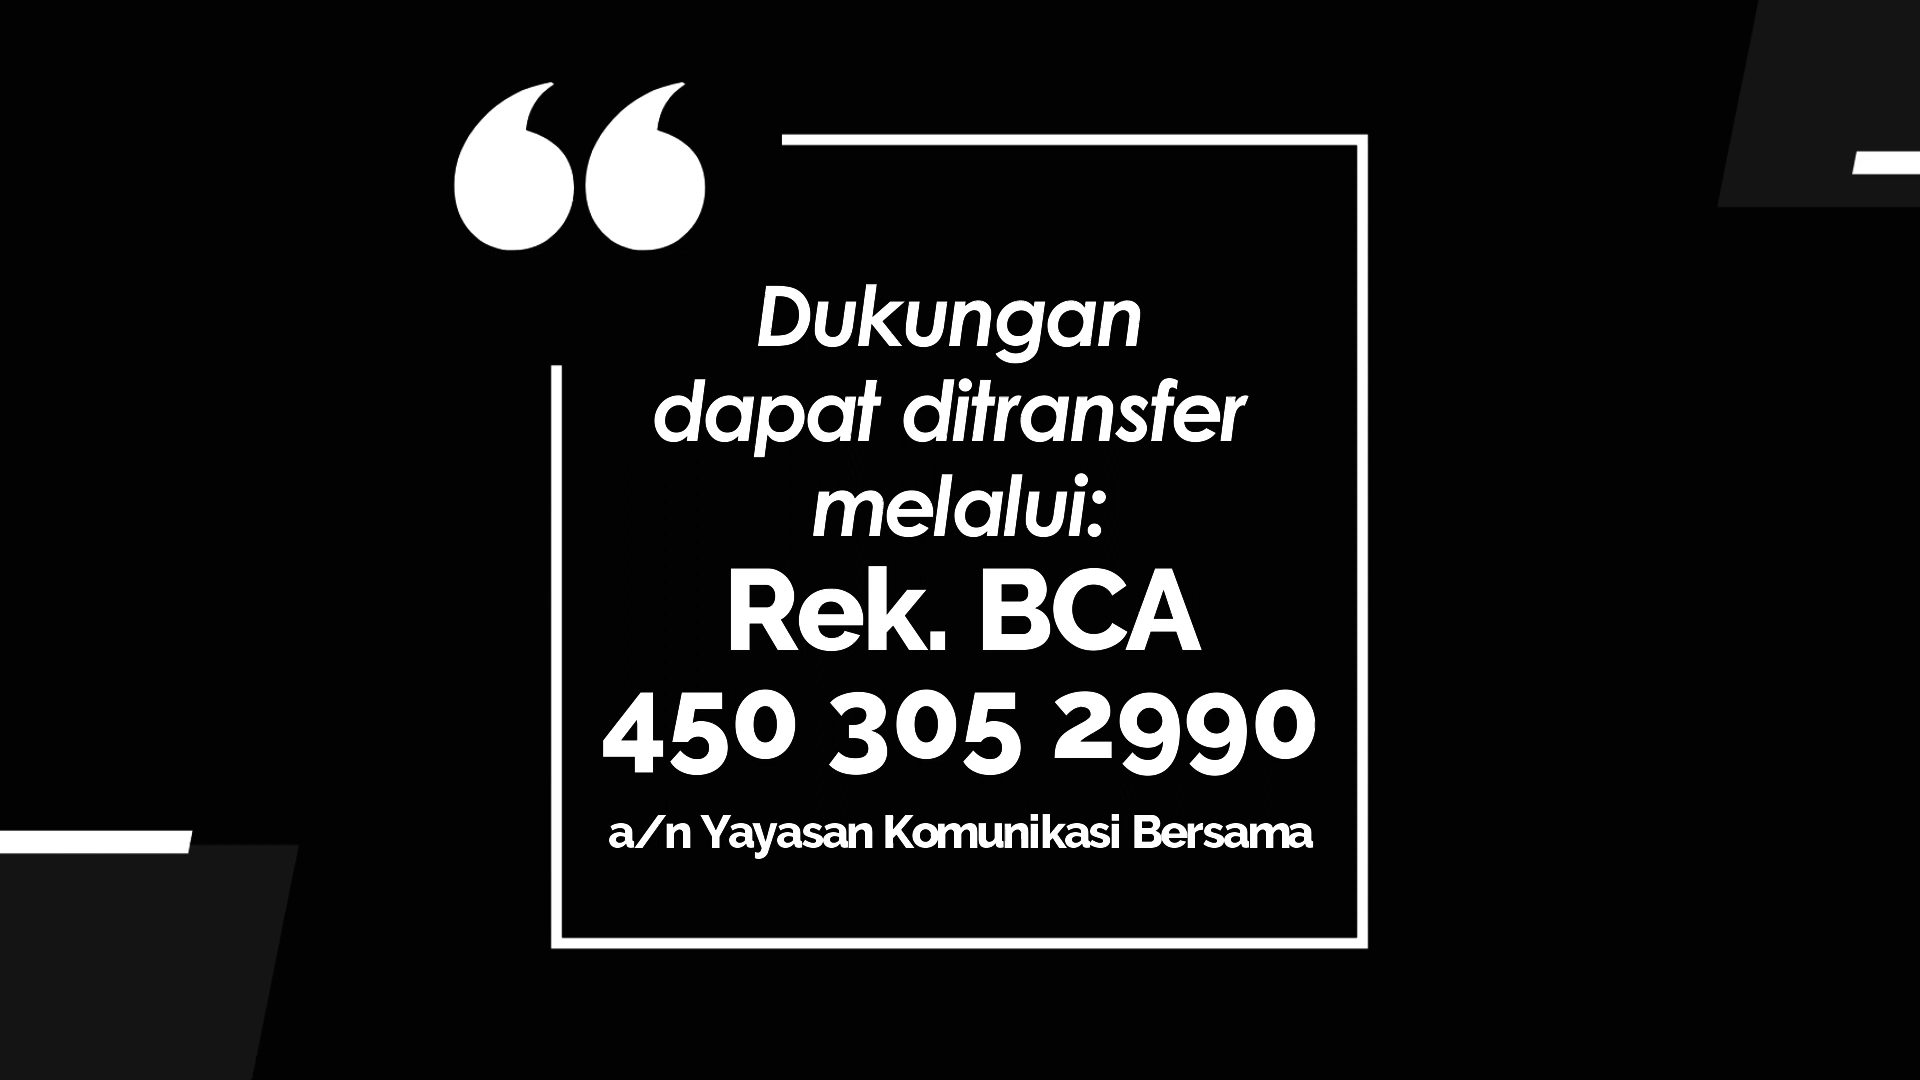 Dukungan
dapat ditransfer
melalui:
Rek. BCA
450 305 2990
a/n Yayasan Komunikasi Bersama